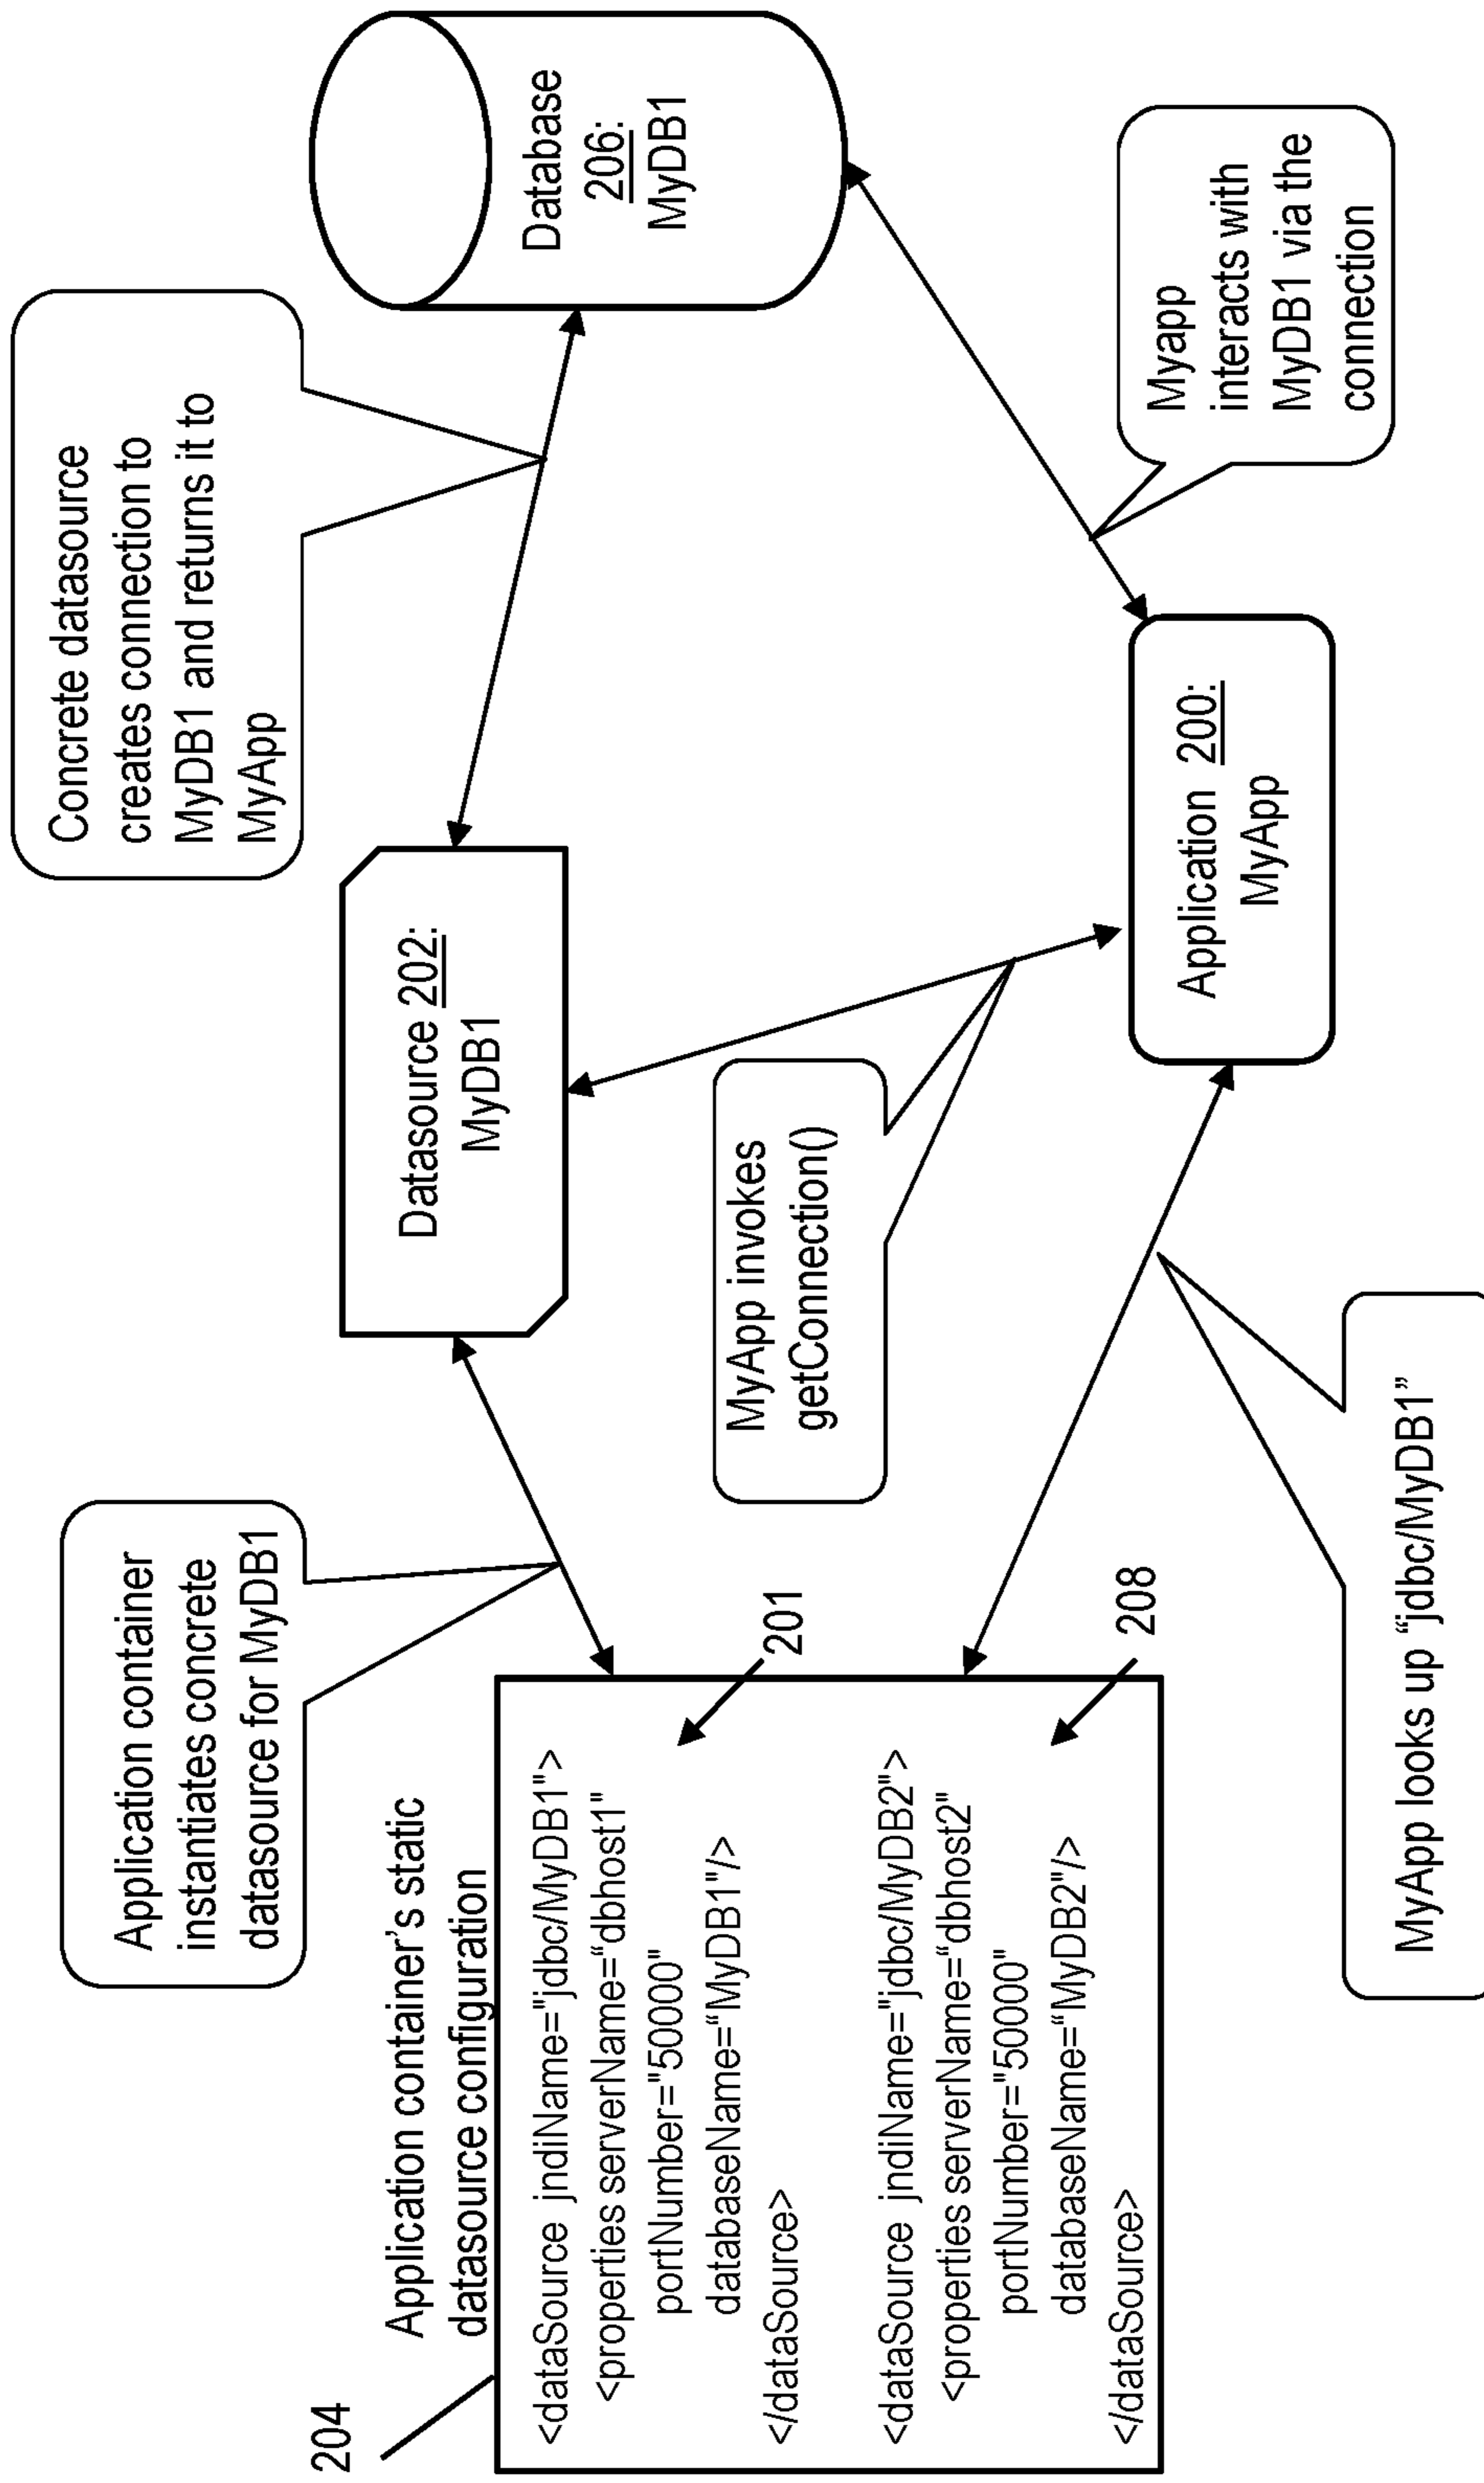 Application container
instantiates concrete
datasource for MyDB1
Concrete datasource
creates connection to
MyDB1 and returns it to
MyApp
204
Application container's static
datasource configuration
<dataSource jndiName="jdbc/MyDB1">
<properties serverName=“dbhost1"
portNumber="50000"
databaseName=“MyDB1"/>
</dataSource>
201
<dataSource jndiName="jdbc/MyDB2">
<properties serverName=“dbhost2"
portNumber="50000"
databaseName=“MyDB2"/>
</dataSource>
208
Datasource 202:
MyDB1
Database
206:
MyDB1
MyApp invokes
getConnection()
Application 200:
MyApp
Myapp
interacts with
MyDB1 via the
connection
MyApp looks up “jdbc/MyDB1”